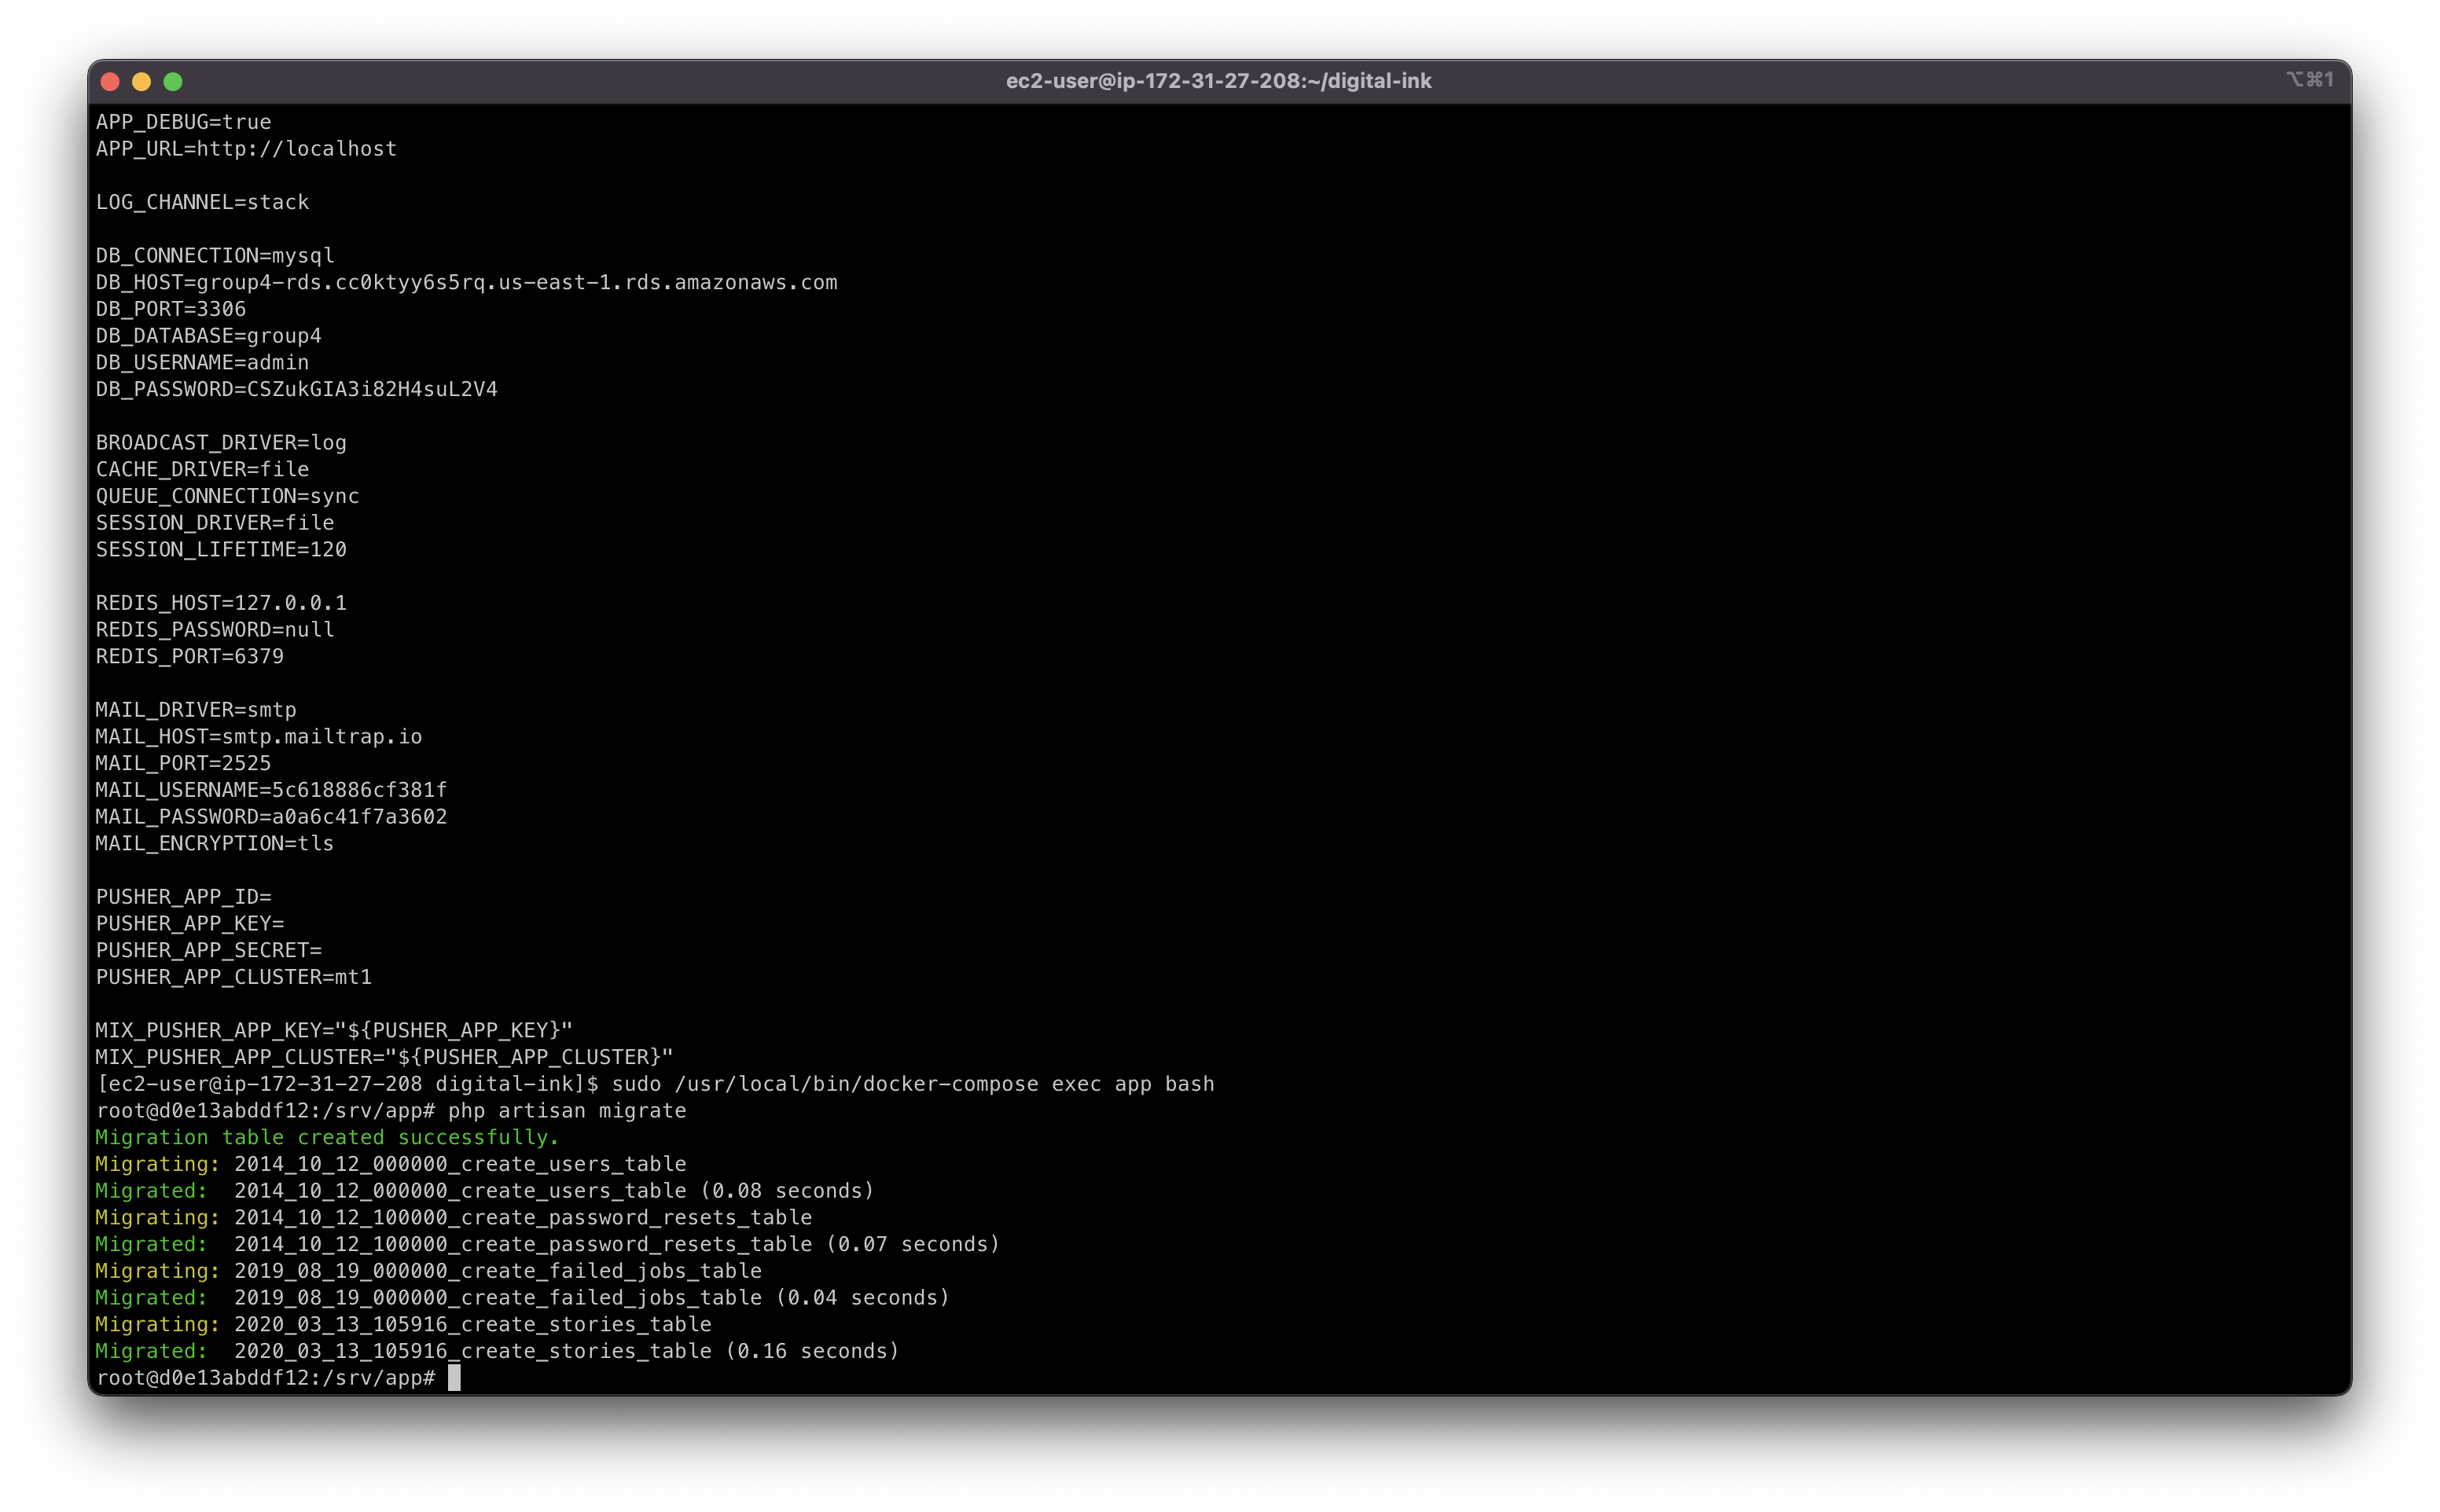 ec2-user@ip-172-31-27-208:~/digital-ink
⌥⌘1
APP_DEBUG=true
APP_URL=http://localhost
LOG_CHANNEL=stack
DB_CONNECTION=mysql
DB_HOST=group4-rds.cc0ktyy6s5rq.us-east-1.rds.amazonaws.com
DB_PORT=3306
DB_DATABASE=group4
DB_USERNAME=admin
DB_PASSWORD=CSZukGIA3i82H4suL2V4
BROADCAST_DRIVER=log
CACHE_DRIVER=file
QUEUE_CONNECTION=sync
SESSION_DRIVER=file
SESSION_LIFETIME=120
REDIS_HOST=127.0.0.1
REDIS_PASSWORD=null
REDIS_PORT=6379
MAIL_DRIVER=smtp
MAIL_HOST=smtp.mailtrap.io
MAIL_PORT=2525
MAIL_USERNAME=5c618886cf381f
MAIL_PASSWORD=a0a6c41f7a3602
MAIL_ENCRYPTION=tls
PUSHER_APP_ID=
PUSHER_APP_KEY=
PUSHER_APP_SECRET=
PUSHER_APP_CLUSTER=mt1
MIX_PUSHER_APP_KEY="${PUSHER_APP_KEY}"
MIX_PUSHER_APP_CLUSTER="${PUSHER_APP_CLUSTER}"
[ec2-user@ip-172-31-27-208 digital-ink]$ sudo /usr/local/bin/docker-compose exec app bash
root@d0e13abddf12:/srv/app# php artisan migrate
Migration table created successfully.
Migrating: 2014_10_12_000000_create_users_table
Migrated:  2014_10_12_000000_create_users_table (0.08 seconds)
Migrating: 2014_10_12_100000_create_password_resets_table
Migrated:  2014_10_12_100000_create_password_resets_table (0.07 seconds)
Migrating: 2019_08_19_000000_create_failed_jobs_table
Migrated:  2019_08_19_000000_create_failed_jobs_table (0.04 seconds)
Migrating: 2020_03_13_105916_create_stories_table
Migrated:  2020_03_13_105916_create_stories_table (0.16 seconds)
root@d0e13abddf12:/srv/app#